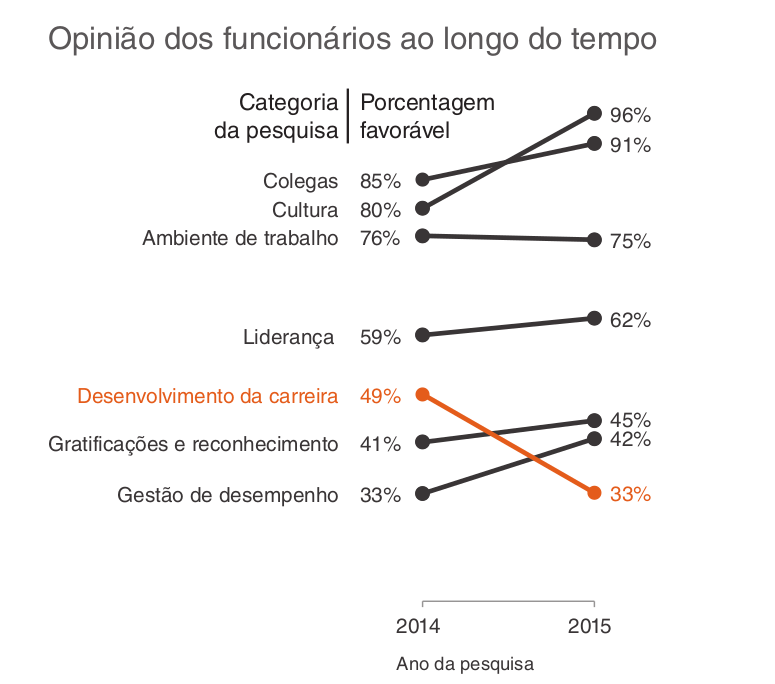 Opinião dos funcionários ao longo do tempo
Categoria
da pesquisa
Porcentagem
favorável
96%
91%
Colegas 85%
Cultura 80%
Ambiente de trabalho 76% 75%
Liderança 59% 62%
Desenvolvimento da carreira 49%
45%
Gratificações e reconhecimento 41% 42%
Gestão de desempenho 33% 33%
2014 2015
Ano da pesquisa